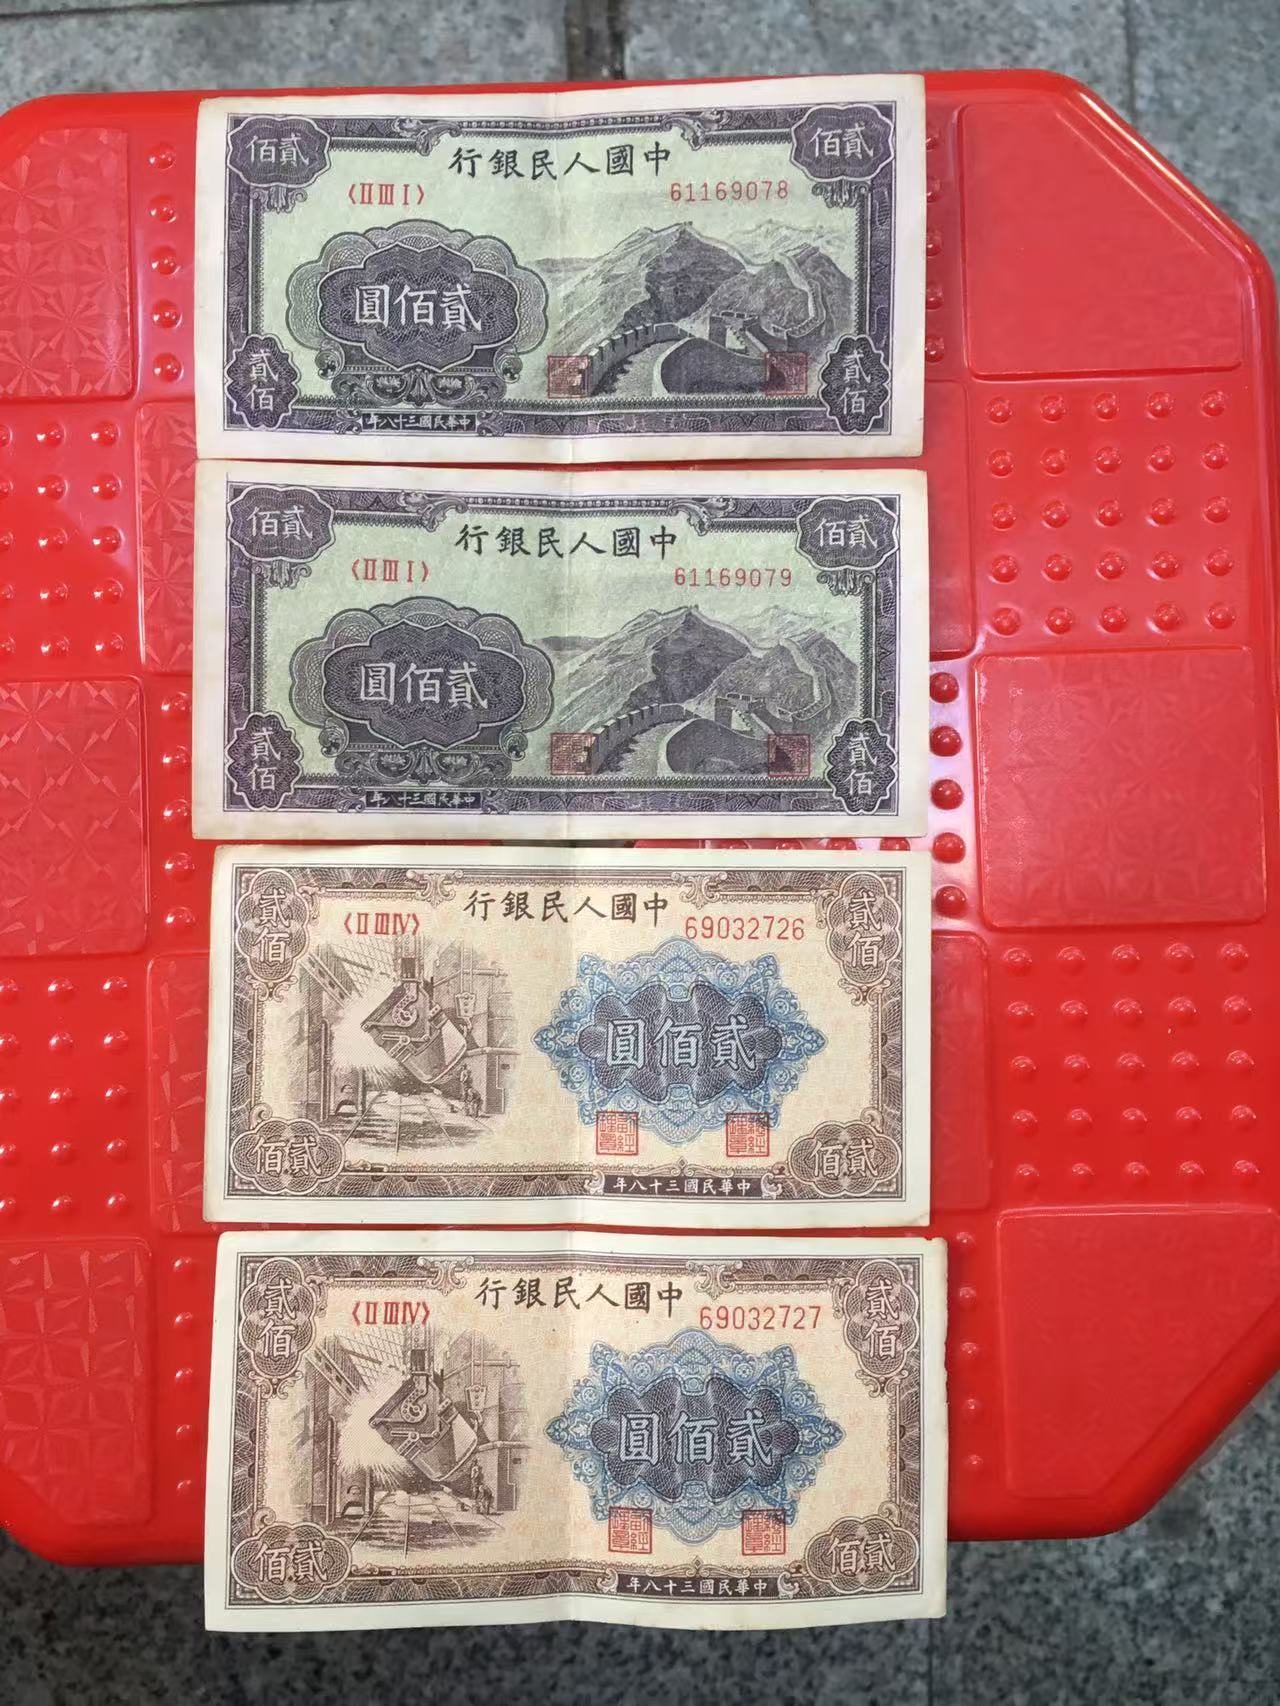 貳佰
貳佰
中國人民銀行
〈II III I〉
61169078
貳佰圓
貳佰
貳佰
中華民國三十八年
貳佰
貳佰
中國人民銀行
〈II III I〉
61169079
貳佰圓
貳佰
貳佰
中華民國三十八年
貳佰
貳佰
中國人民銀行
〈II III IV〉
69032726
貳佰圓
貳佰
貳佰
中華民國三十八年
貳佰
貳佰
中國人民銀行
〈II III IV〉
69032727
貳佰圓
貳佰
貳佰
中華民國三十八年